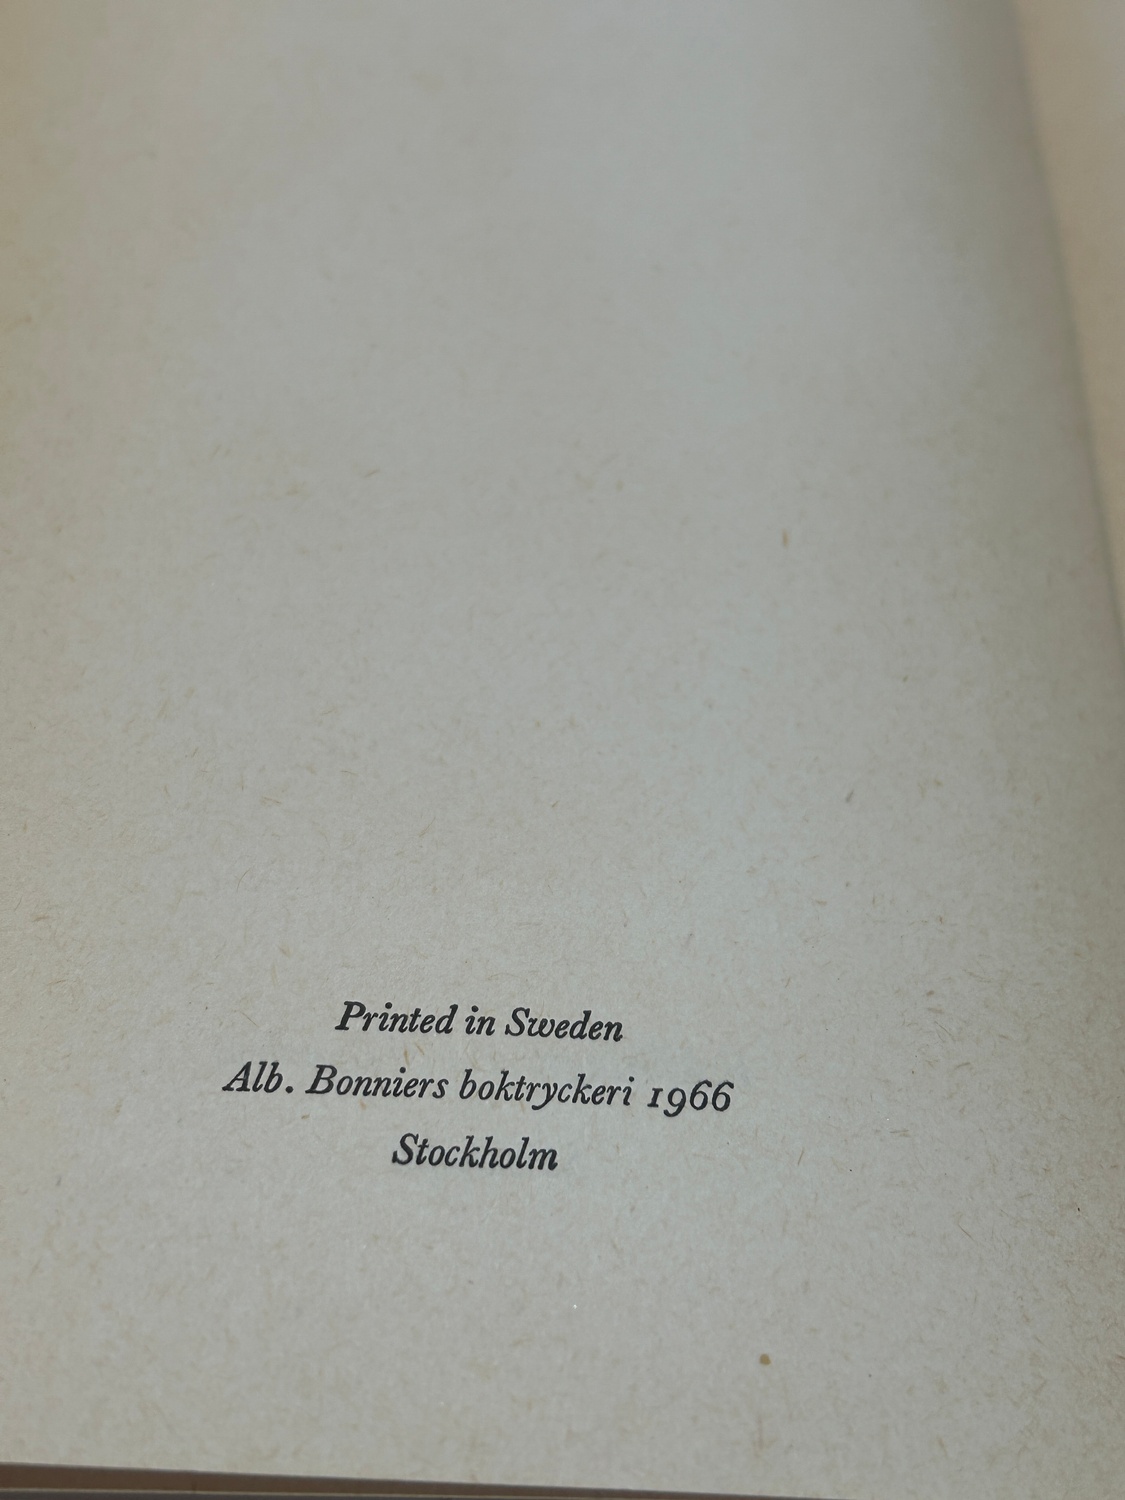 Printed in Sweden
Alb. Bonniers boktryckeri 1966
Stockholm